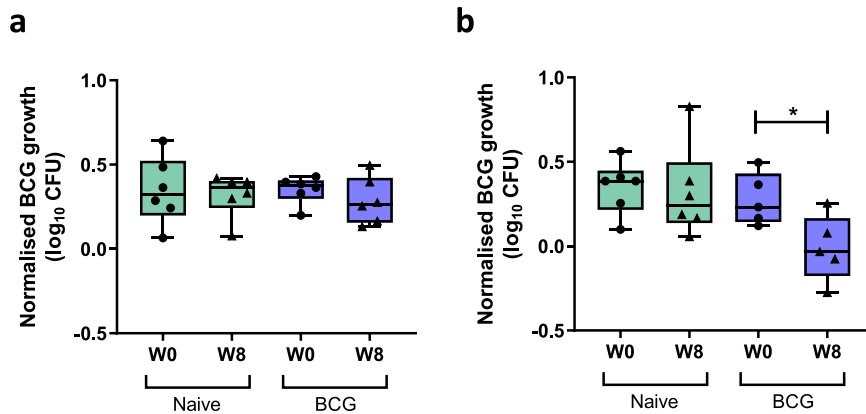 a
Normalised BCG growth
(log10 CFU)
1.0
0.5
0.0
-0.5
W0 W8 W0 W8
Naive BCG
b
Normalised BCG growth
(log10 CFU)
1.0
0.5
0.0
-0.5
*
W0 W8 W0 W8
Naive BCG